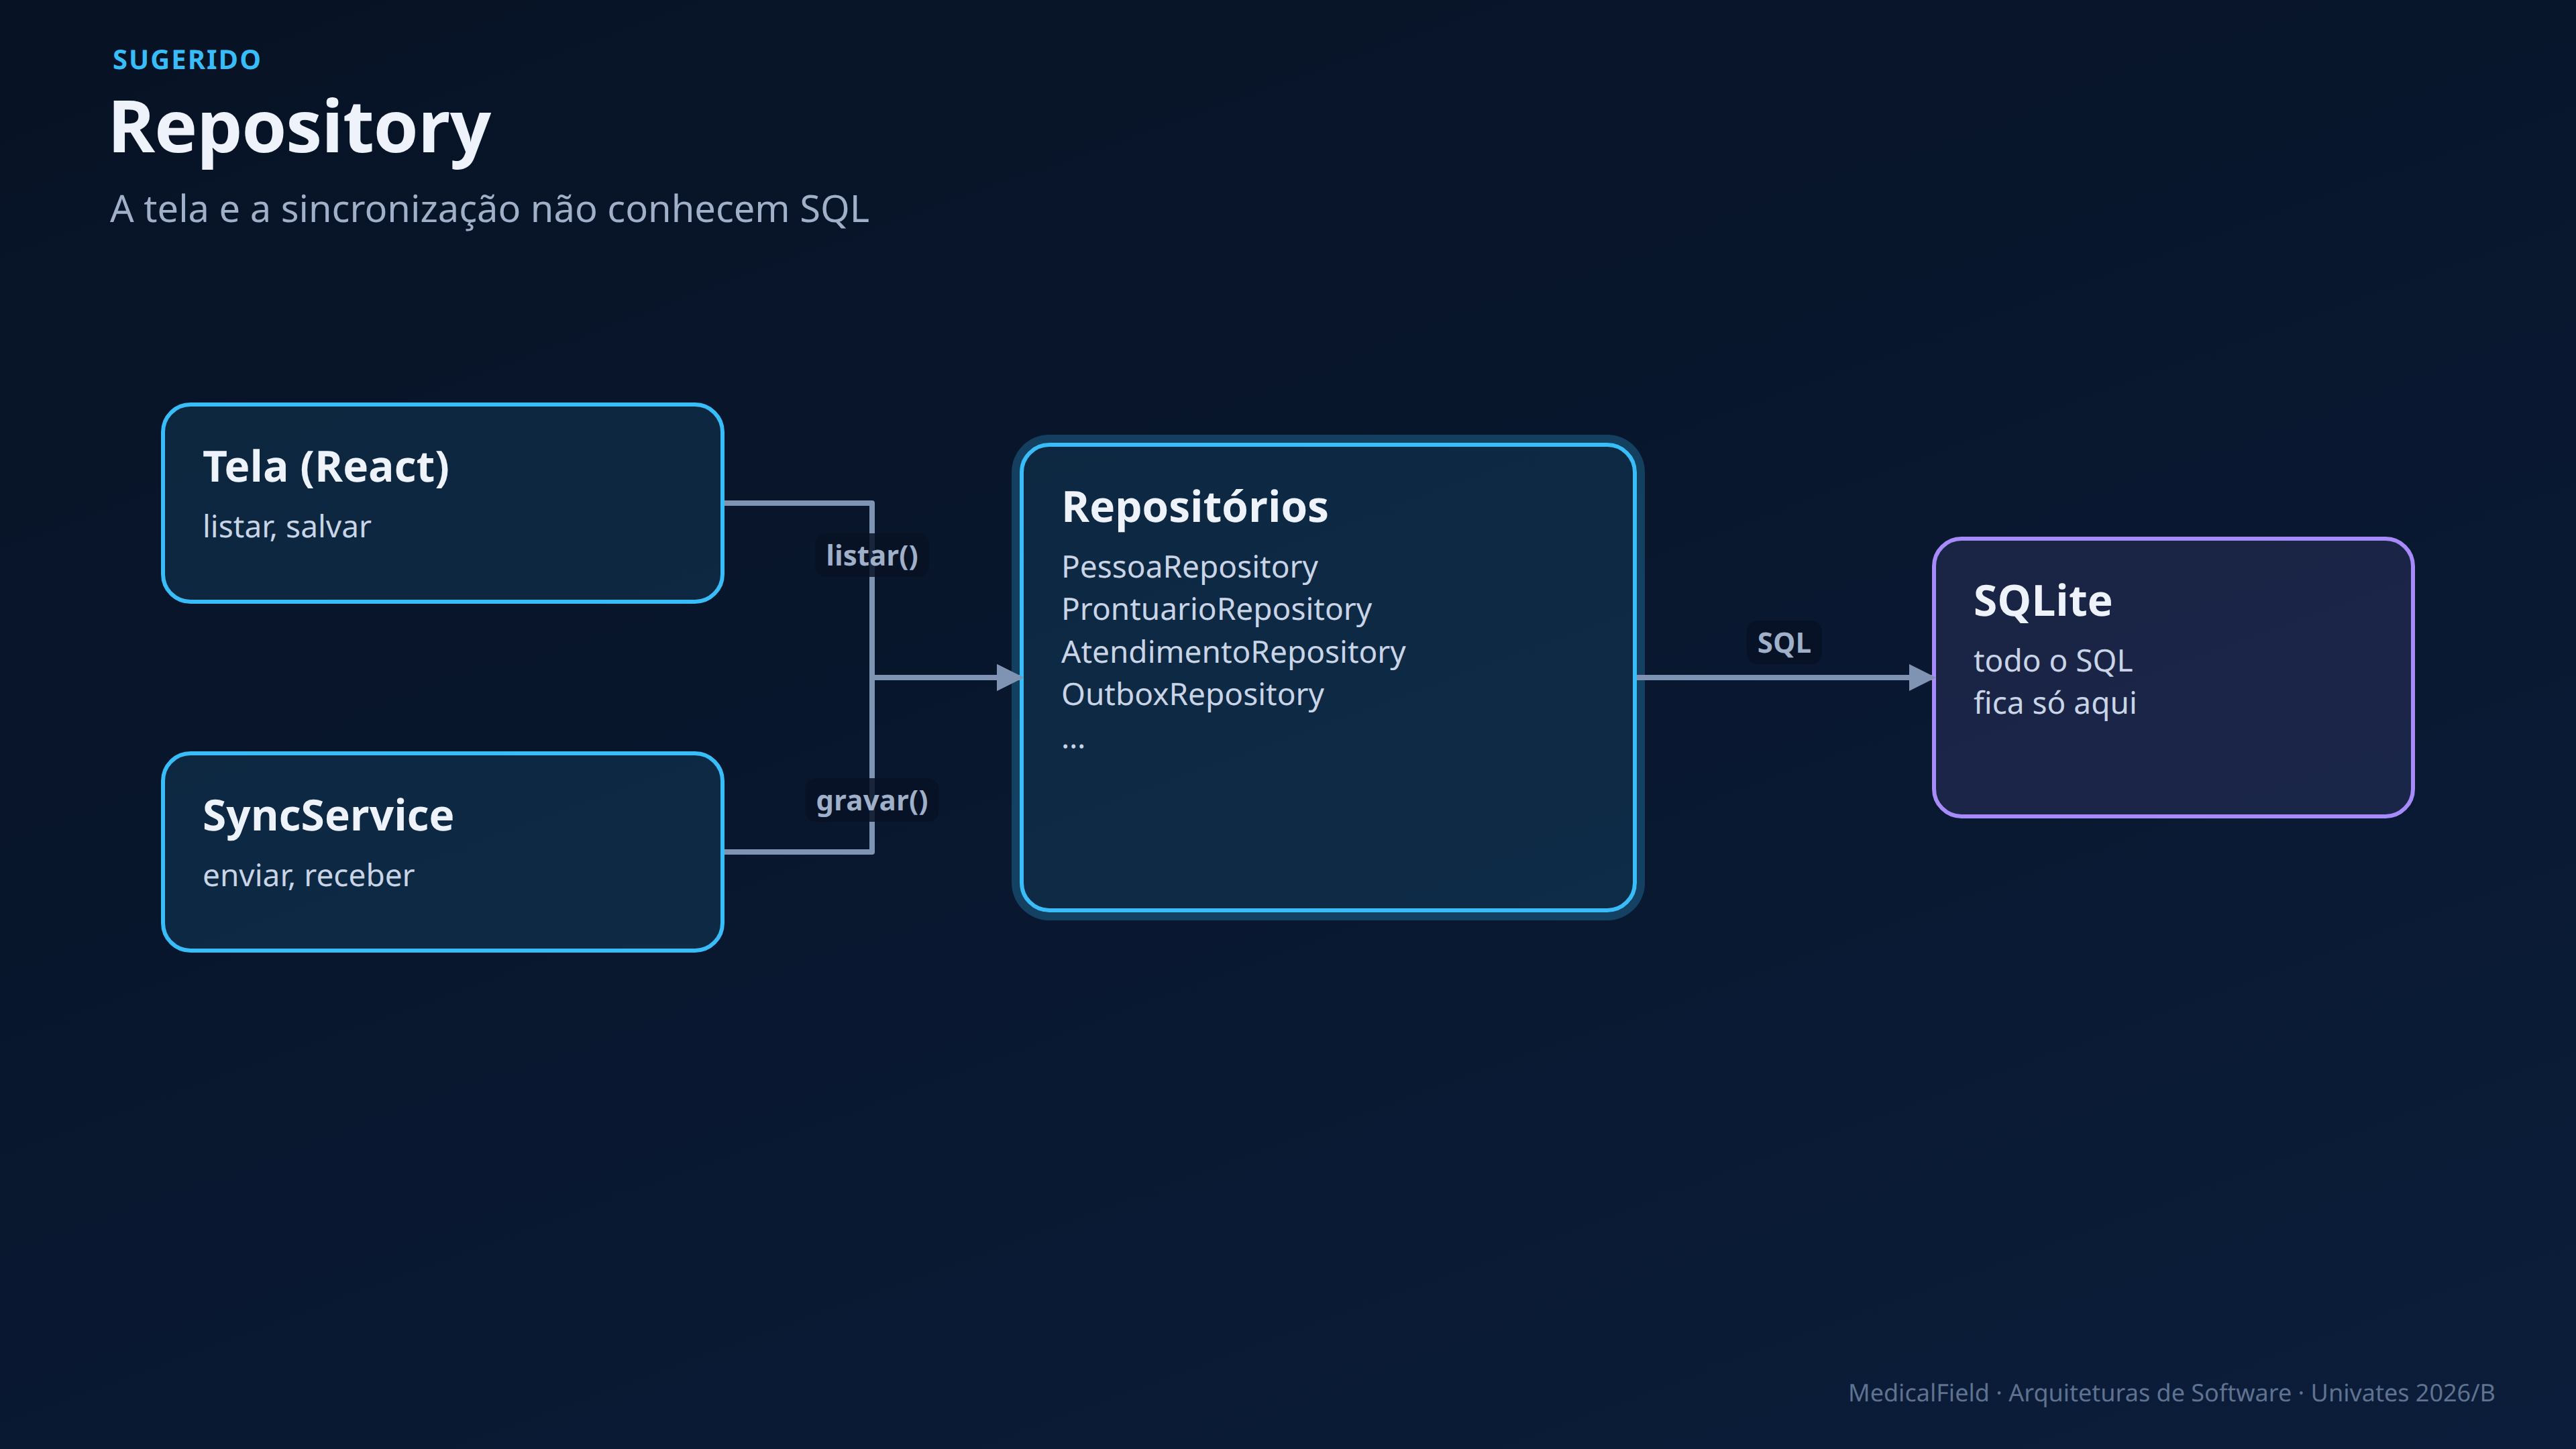 SUGERIDO
Repository
A tela e a sincronização não conhecem SQL
Tela (React)
listar, salvar
listar()
SyncService
enviar, receber
gravar()
Repositórios
PessoaRepository
ProntuarioRepository
AtendimentoRepository
OutboxRepository
...
SQL
SQLite
todo o SQL
fica só aqui
MedicalField · Arquiteturas de Software · Univates 2026/B